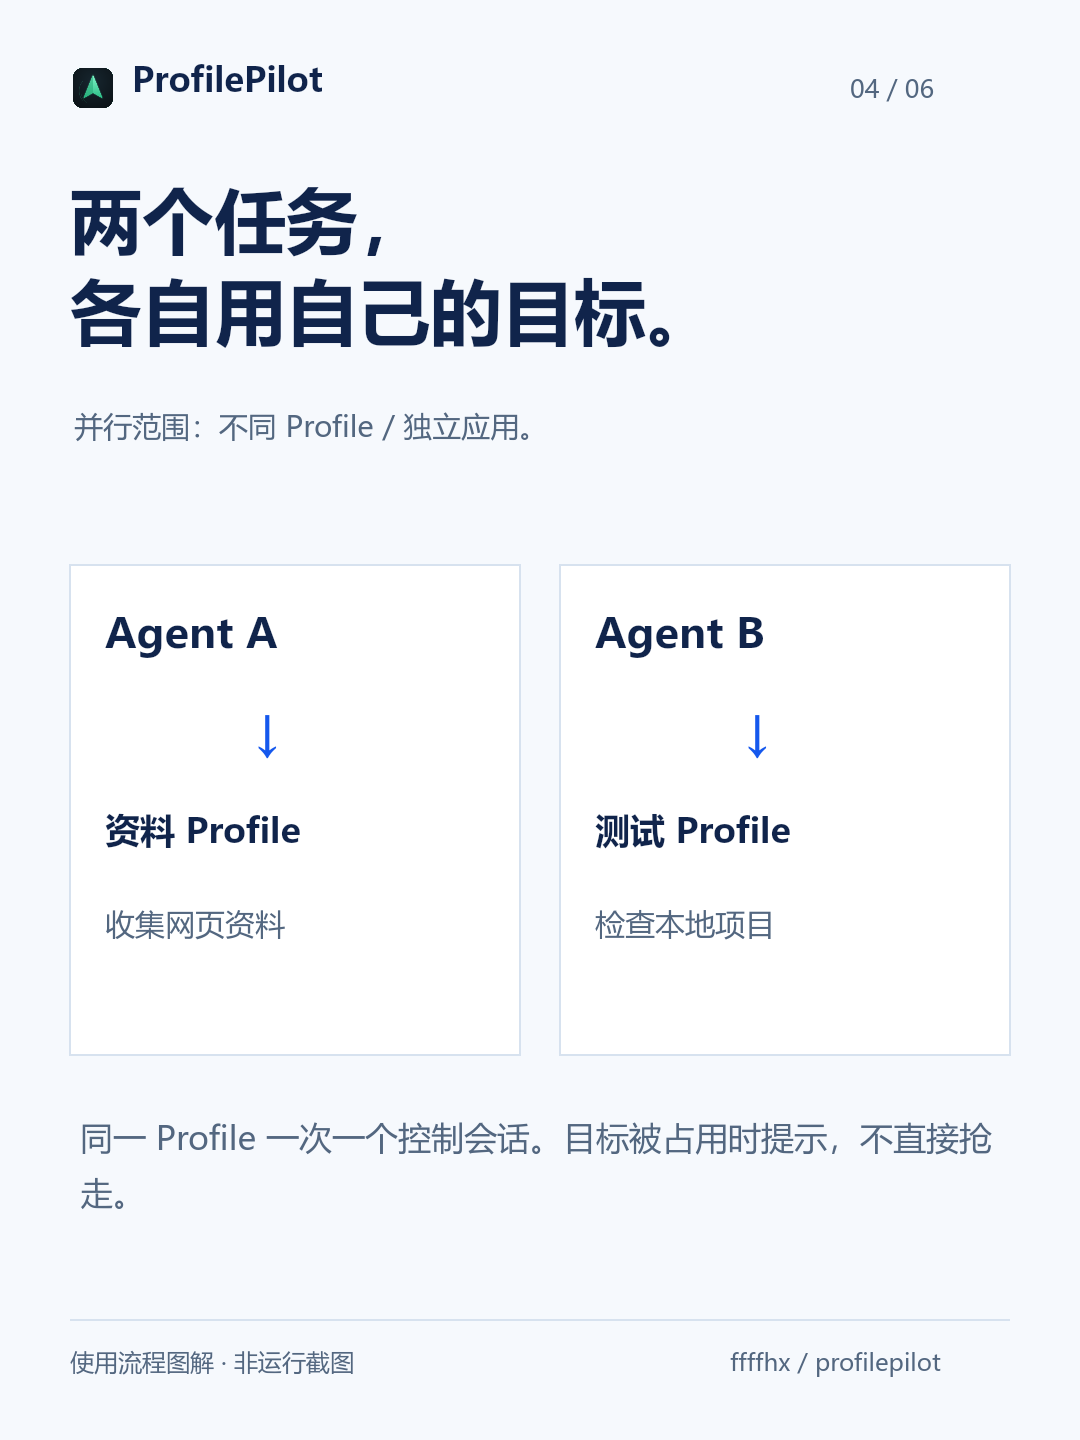 ProfilePilot
04 / 06
两个任务，
各自用自己的目标。
并行范围：不同 Profile / 独立应用。
Agent A
↓
资料 Profile
收集网页资料
Agent B
↓
测试 Profile
检查本地项目
同一 Profile 一次一个控制会话。目标被占用时提示，不直接抢
走。
使用流程图解 · 非运行截图
ffffhx / profilepilot